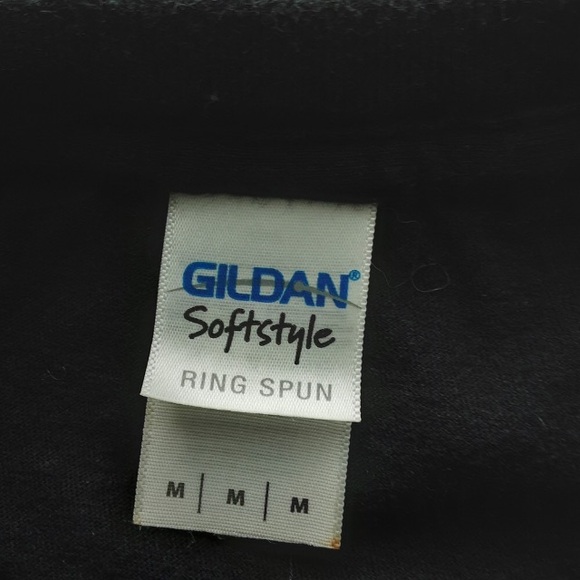 GILDAN®
Softstyle
RING SPUN
M | M | M